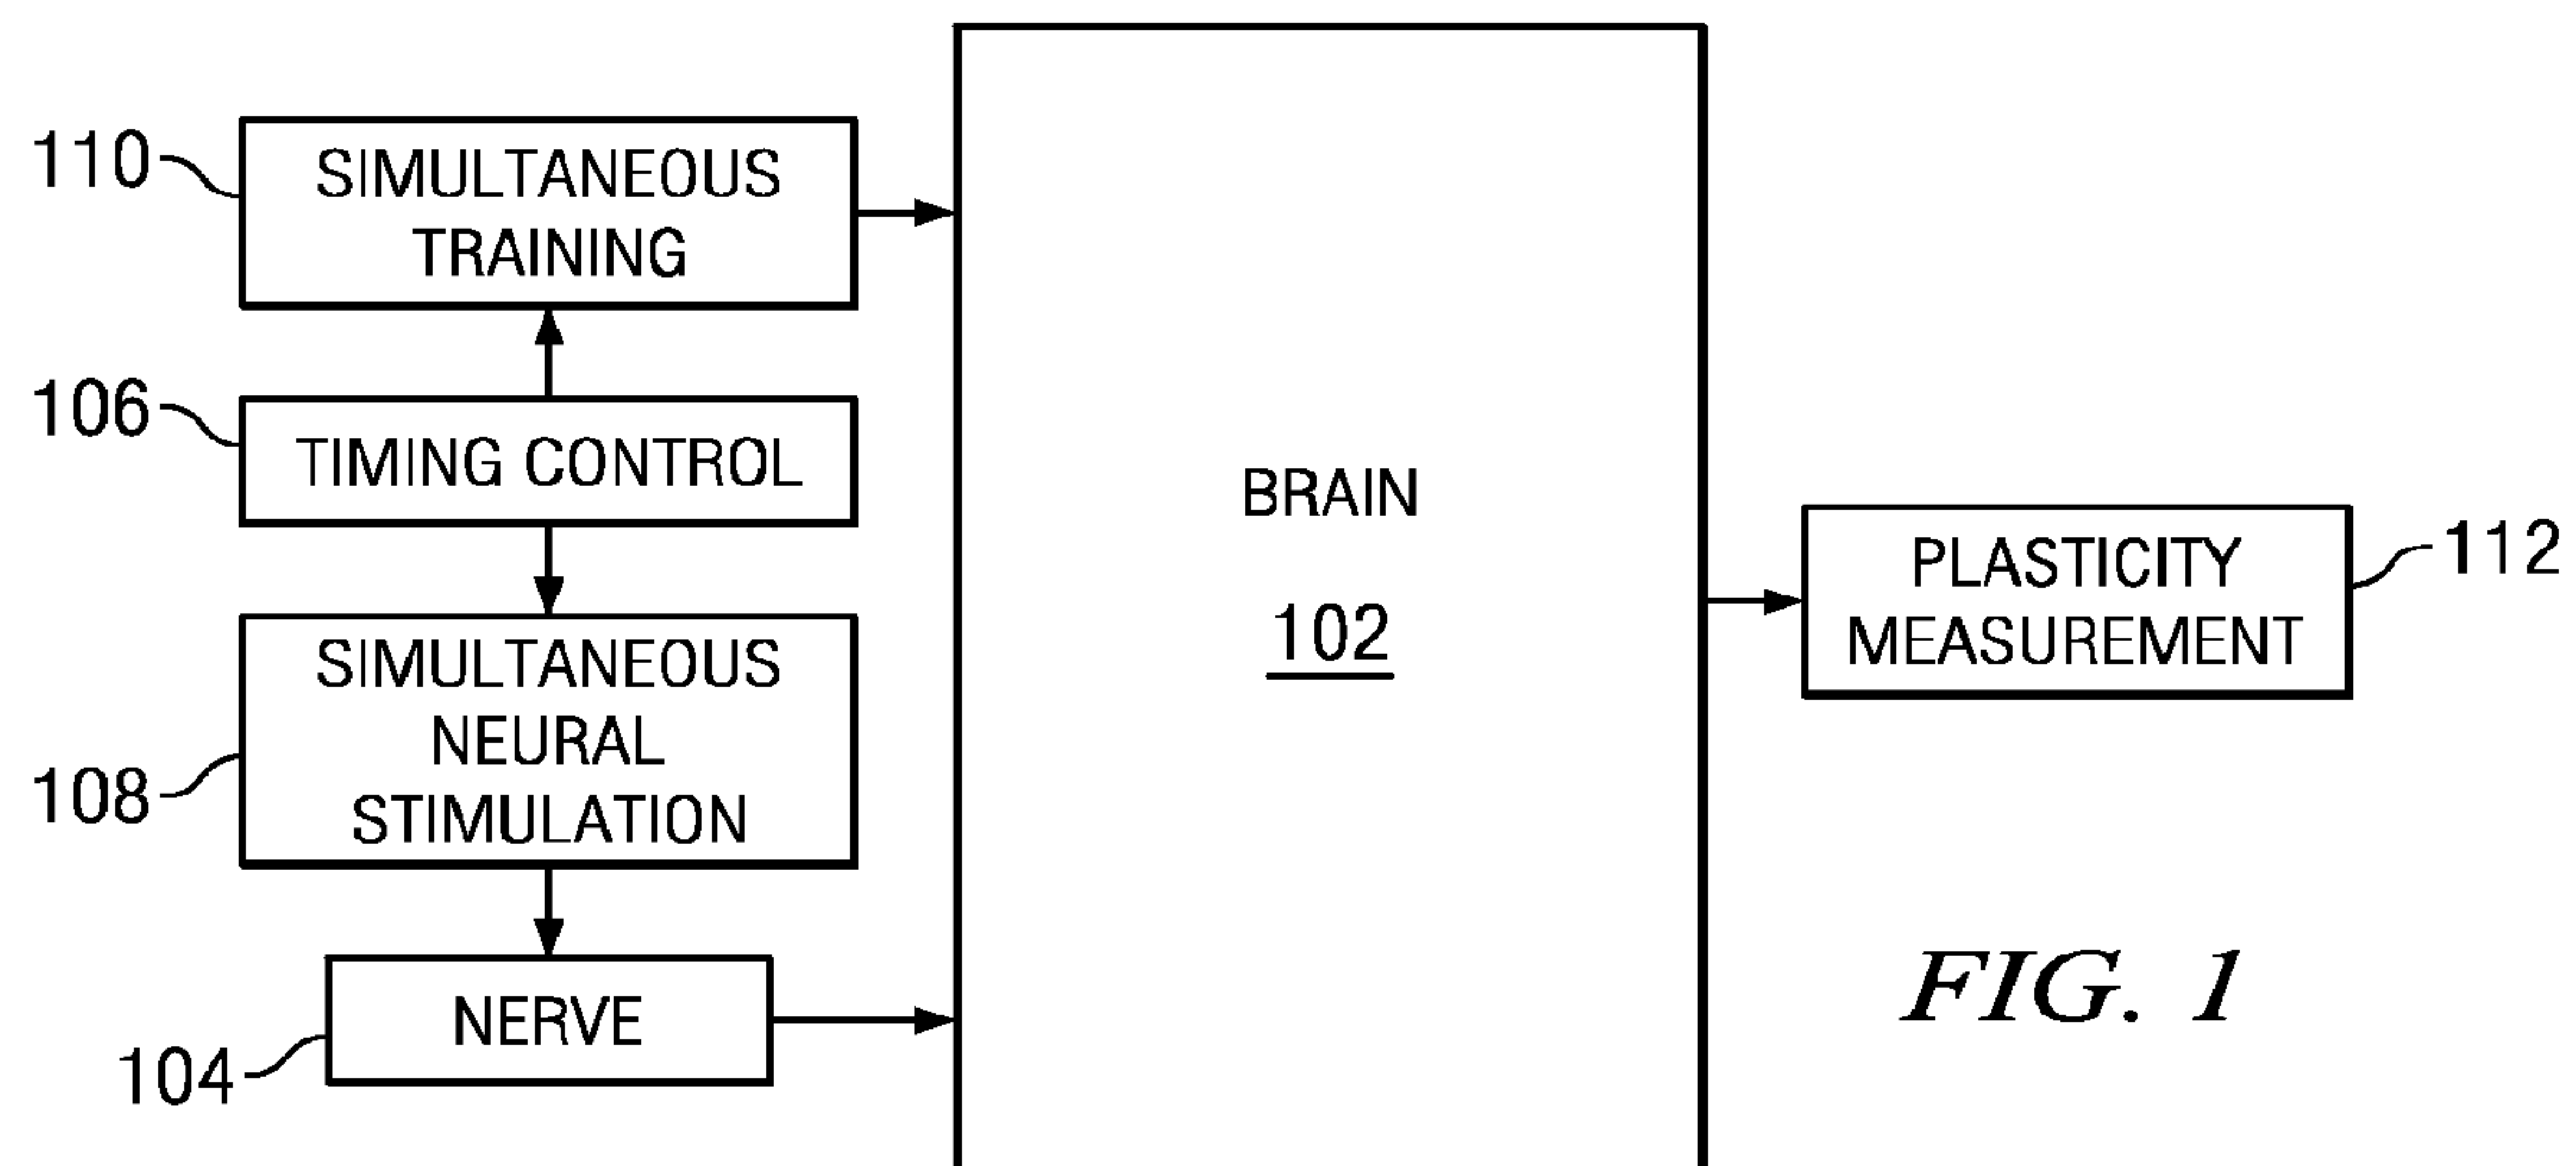 110
SIMULTANEOUS
TRAINING
106
TIMING CONTROL
108
SIMULTANEOUS
NEURAL
STIMULATION
104
NERVE
BRAIN
102
PLASTICITY
MEASUREMENT
112
FIG. 1